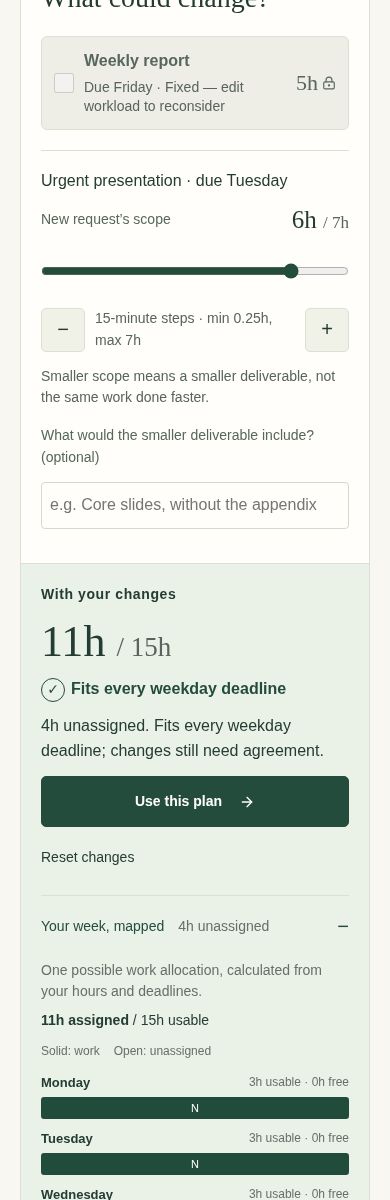 What could change?
Weekly report
Due Friday · Fixed — edit
workload to reconsider
5h
Urgent presentation · due Tuesday
New request's scope
6h / 7h
−
15-minute steps · min 0.25h,
max 7h
+
Smaller scope means a smaller deliverable, not
the same work done faster.
What would the smaller deliverable include?
(optional)
e.g. Core slides, without the appendix
With your changes
11h / 15h
✓ Fits every weekday deadline
4h unassigned. Fits every weekday
deadline; changes still need agreement.
Use this plan →
Reset changes
Your week, mapped 4h unassigned −
One possible work allocation, calculated from
your hours and deadlines.
11h assigned / 15h usable
Solid: work Open: unassigned
Monday 3h usable · 0h free
N
Tuesday 3h usable · 0h free
N
Wednesday 3h usable · 0h free